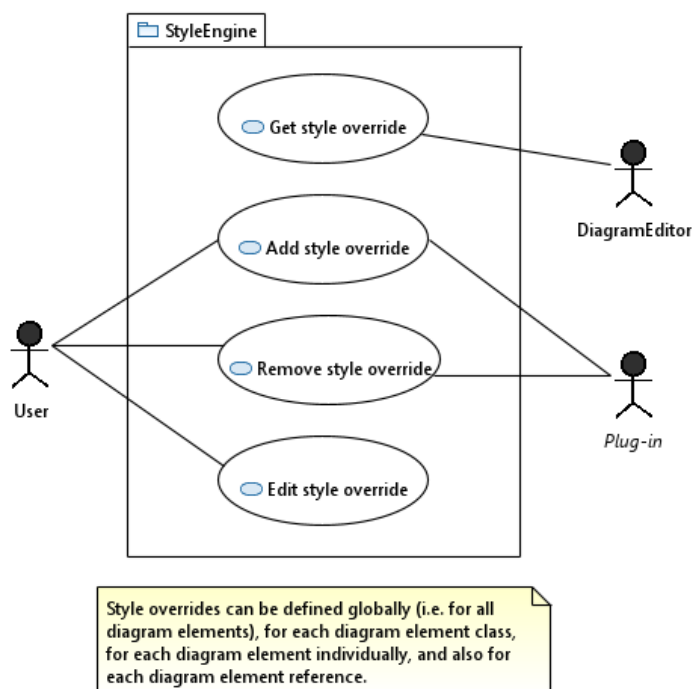 StyleEngine
Get style override
DiagramEditor
Add style override
Remove style override
User
Plug-in
Edit style override
Style overrides can be defined globally (i.e. for all
diagram elements), for each diagram element class,
for each diagram element individually, and also for
each diagram element reference.